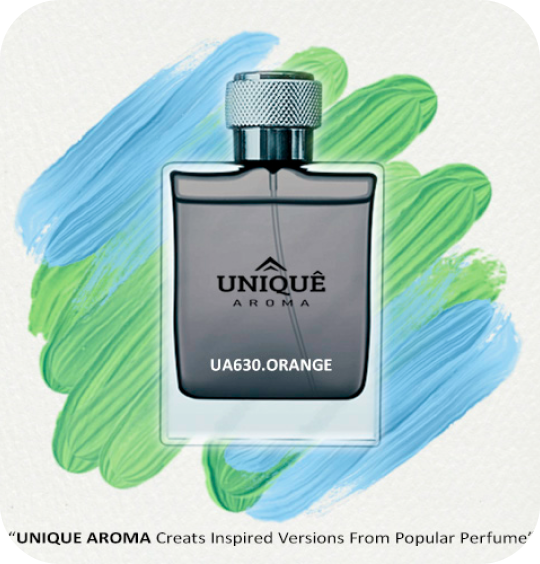 UNIQUÊ
AROMA
UA630.ORANGE
“UNIQUE AROMA Creats Inspired Versions From Popular Perfume”